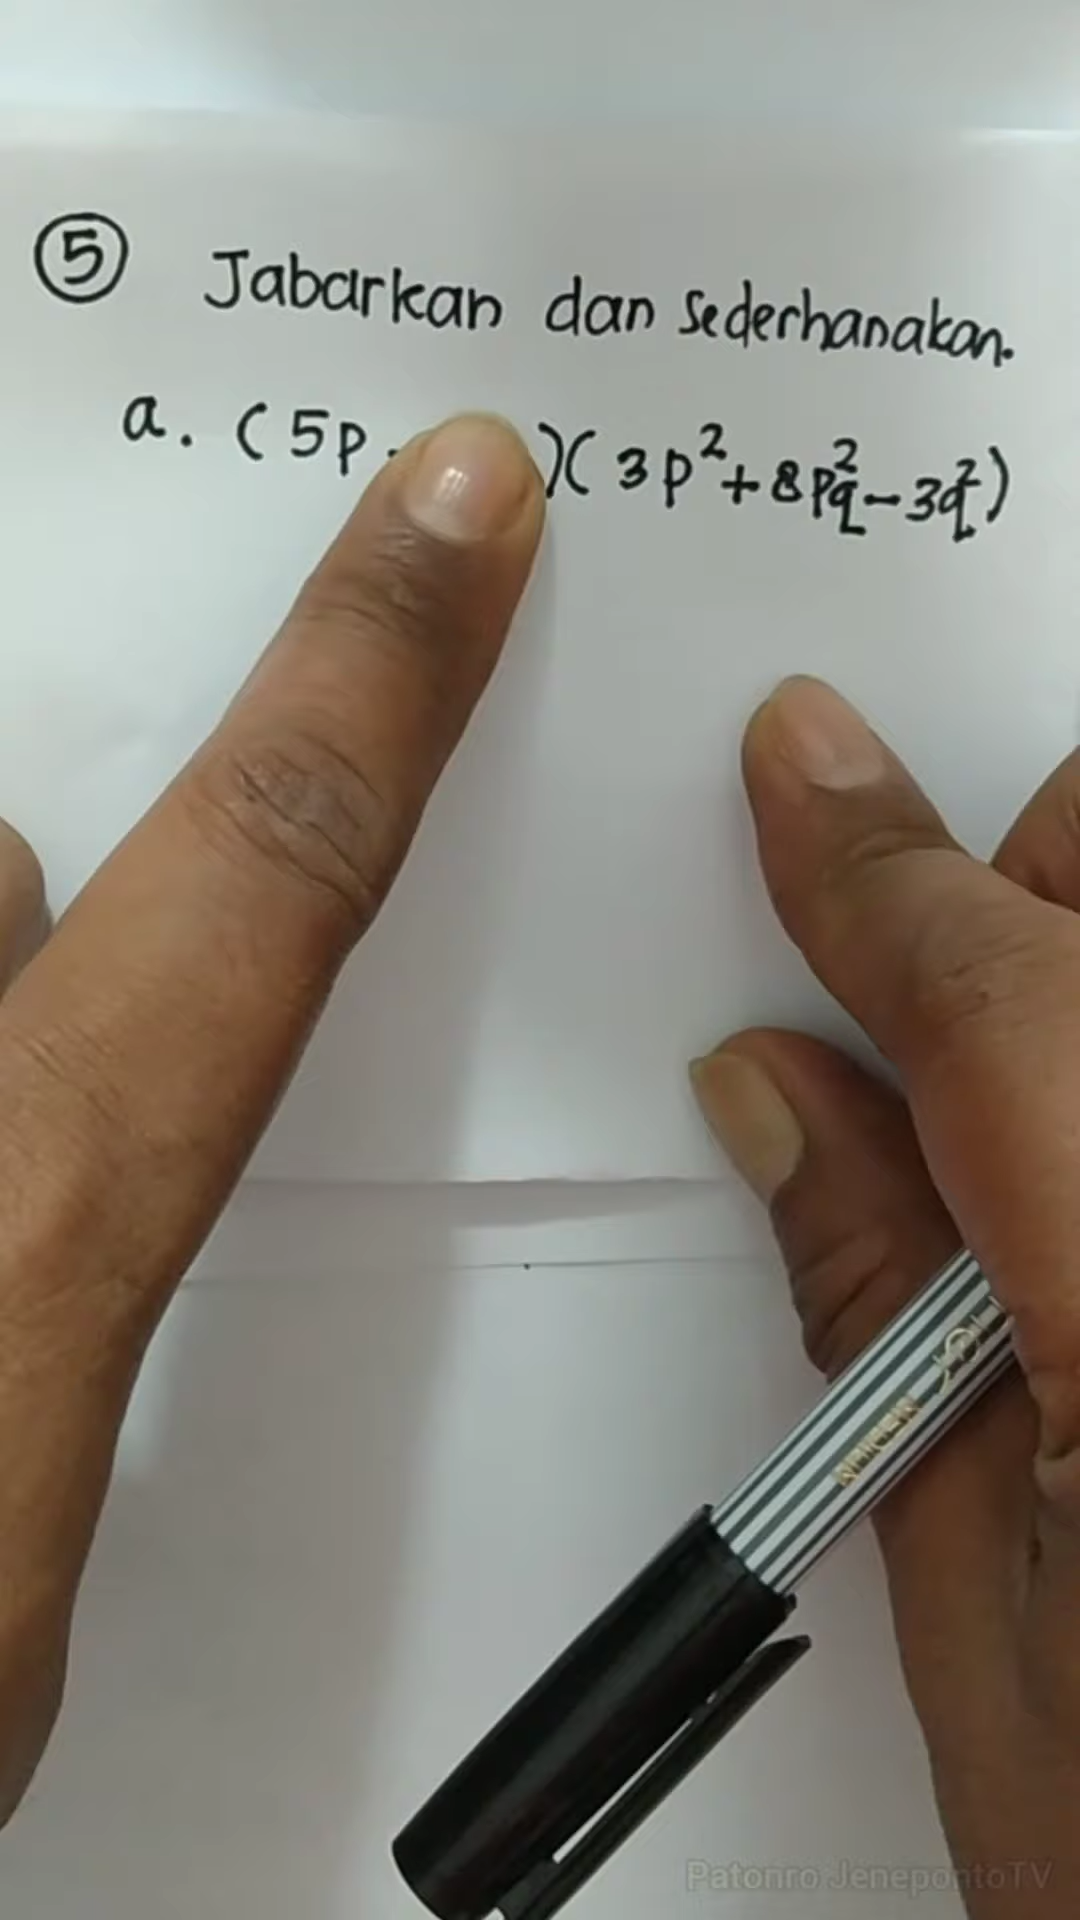 5 Jabarkan dan sederhanakan.
a. (5p )(3p²+8pq²-3q²)
Patonro JenepontoTV